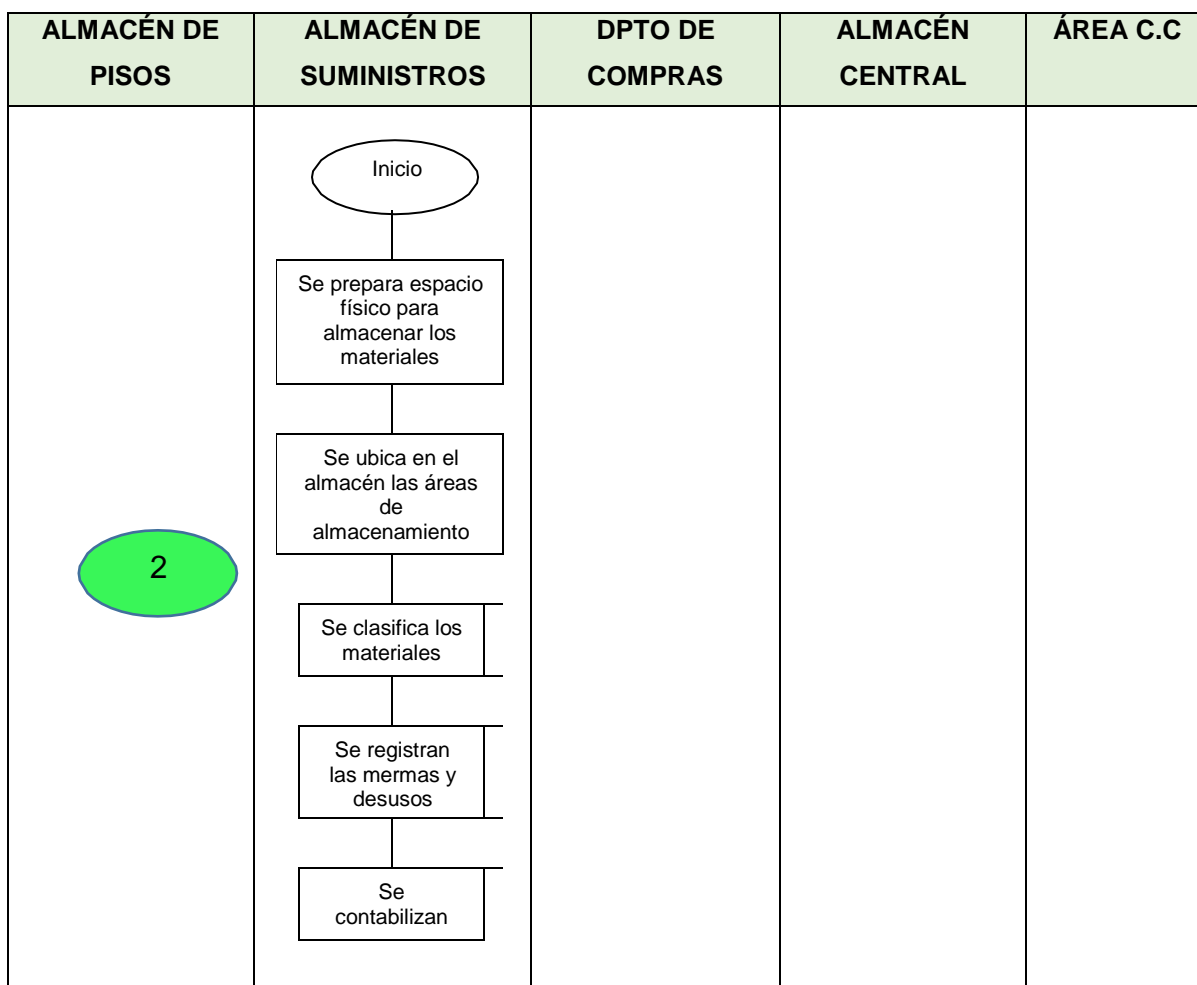 ALMACÉN DE
PISOS
ALMACÉN DE
SUMINISTROS
DPTO DE
COMPRAS
ALMACÉN
CENTRAL
ÁREA C.C
Inicio
Se prepara espacio
físico para
almacenar los
materiales
Se ubica en el
almacén las áreas
de
almacenamiento
2
Se clasifica los
materiales
Se registran
las mermas y
desusos
Se
contabilizan